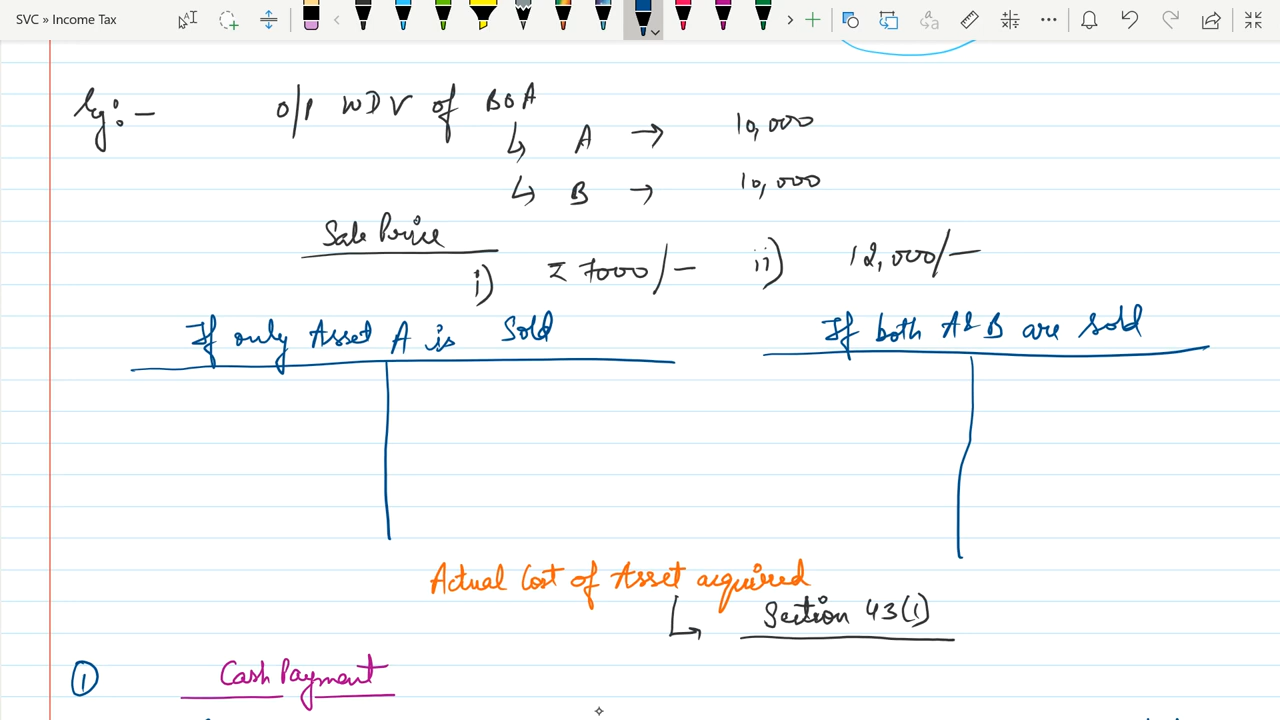 SVC » Income Tax
Eg:- O/P WDV of BOA
↳ A → 10,000
↳ B → 10,000
Sale Price
i) ₹ 7000/- ii) 12,000/-
If only Asset A is Sold
If both A & B are sold
Actual Cost of Asset acquired
↳ Section 43(1)
① Cash Payment